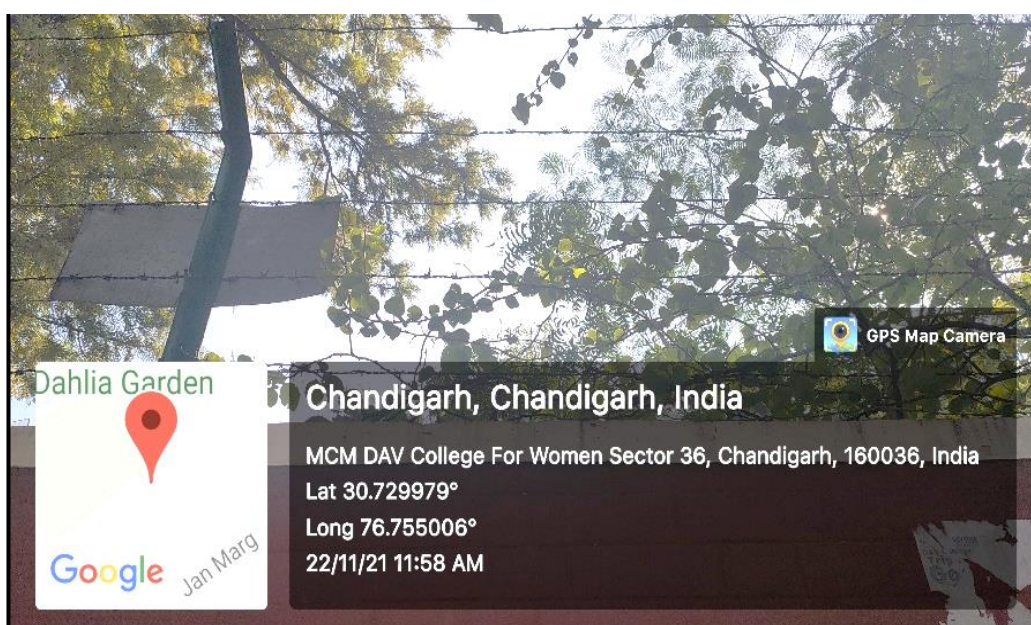 GPS Map Camera
Dahlia Garden
Jan Marg
Google
Chandigarh, Chandigarh, India
MCM DAV College For Women Sector 36, Chandigarh, 160036, India
Lat 30.729979°
Long 76.755006°
22/11/21 11:58 AM